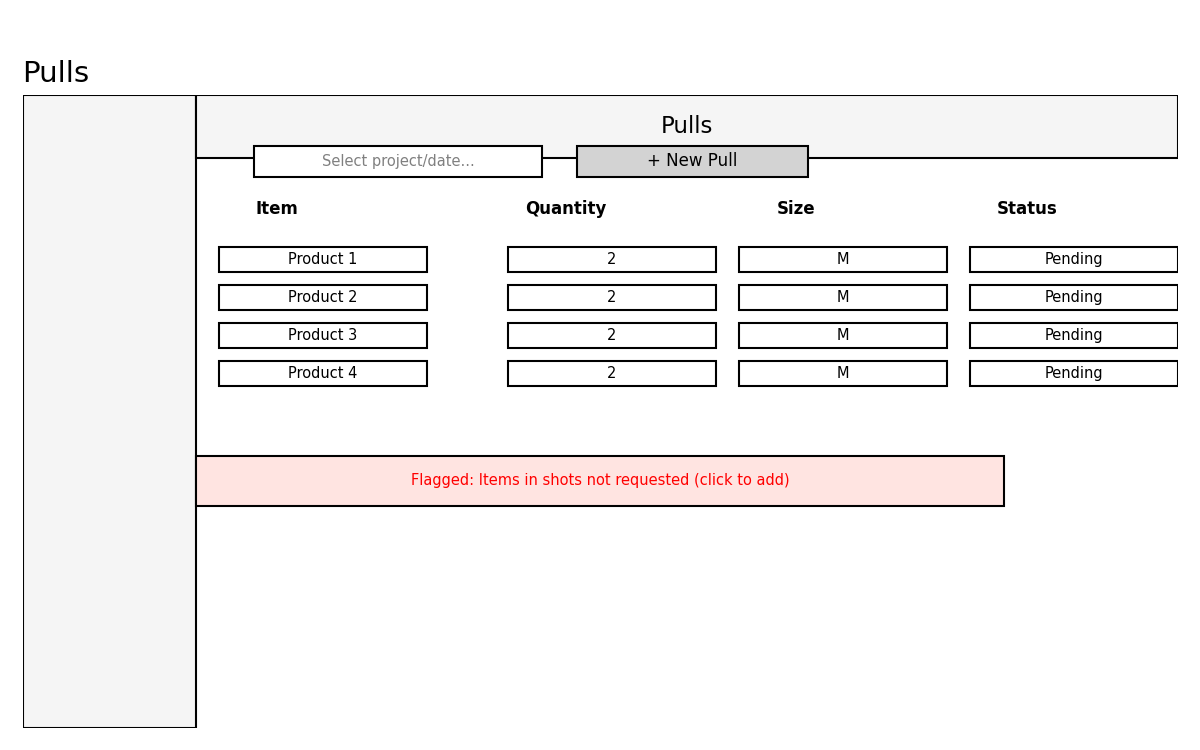 Pulls
Pulls
Select project/date...
+ New Pull
Item Quantity Size Status
Product 1 2 M Pending
Product 2 2 M Pending
Product 3 2 M Pending
Product 4 2 M Pending
Flagged: Items in shots not requested (click to add)